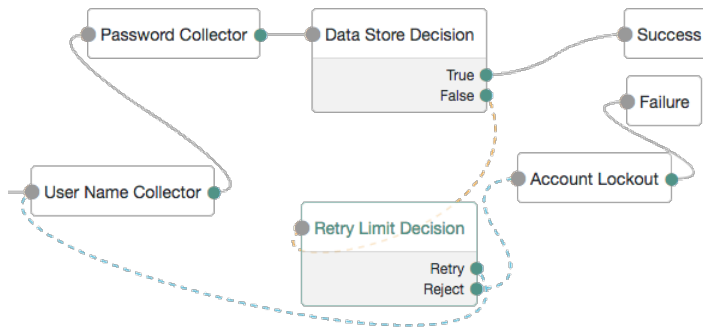 Password Collector
Data Store Decision
True
False
Success
Failure
User Name Collector
Account Lockout
Retry Limit Decision
Retry
Reject